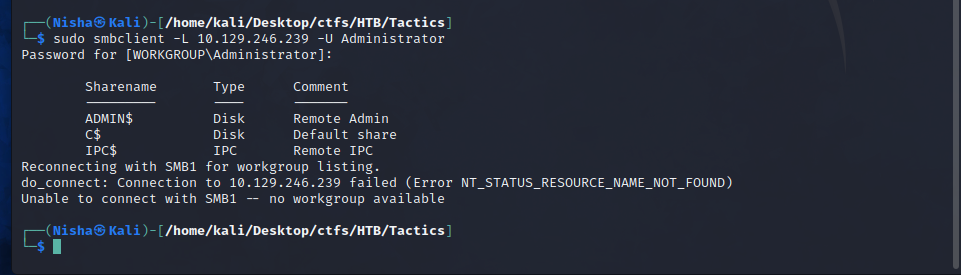 ┌──(Nisha㉿Kali)-[/home/kali/Desktop/ctfs/HTB/Tactics]
└─$ sudo smbclient -L 10.129.246.239 -U Administrator
Password for [WORKGROUP\Administrator]:
Sharename       Type      Comment
---------       ----      -------
ADMIN$          Disk      Remote Admin
C$              Disk      Default share
IPC$            IPC       Remote IPC
Reconnecting with SMB1 for workgroup listing.
do_connect: Connection to 10.129.246.239 failed (Error NT_STATUS_RESOURCE_NAME_NOT_FOUND)
Unable to connect with SMB1 -- no workgroup available
┌──(Nisha㉿Kali)-[/home/kali/Desktop/ctfs/HTB/Tactics]
└─$